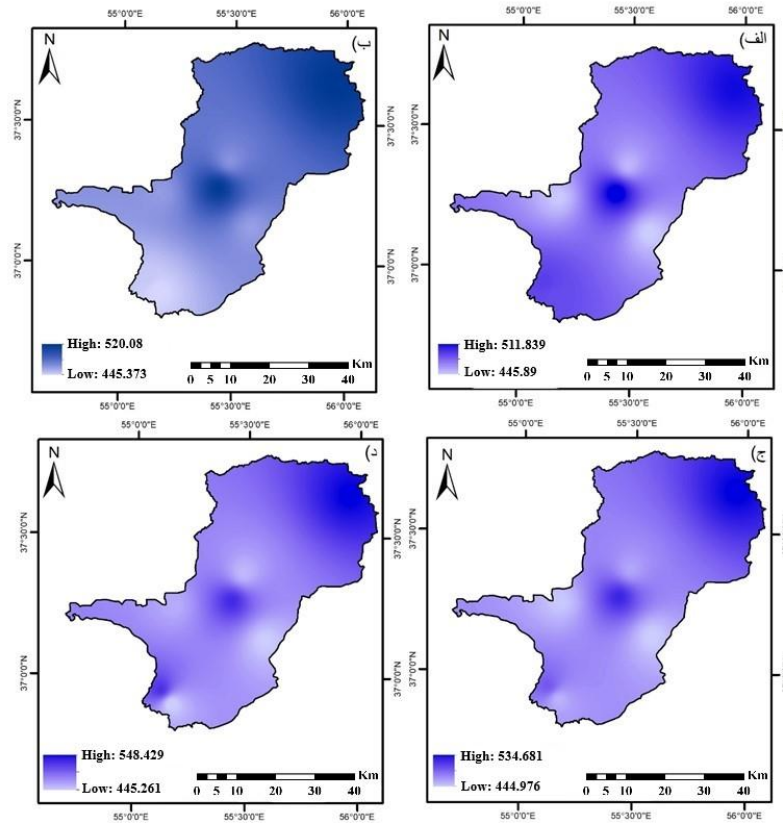 55°0'0"E 55°30'0"E 56°0'0"E
الف)
N
37°30'0"N
37°0'0"N
High: 511.839
Low: 445.89
Km
0 5 10 20 30 40
55°0'0"E 55°30'0"E 56°0'0"E
55°0'0"E 55°30'0"E 56°0'0"E
ب)
N
37°30'0"N
37°0'0"N
High: 520.08
Low: 445.373
Km
0 5 10 20 30 40
55°0'0"E 55°30'0"E 56°0'0"E
55°0'0"E 55°30'0"E 56°0'0"E
ج)
N
37°30'0"N
37°0'0"N
High: 534.681
Low: 444.976
Km
0 5 10 20 30 40
55°0'0"E 55°30'0"E 56°0'0"E
55°0'0"E 55°30'0"E 56°0'0"E
د)
N
37°30'0"N
37°0'0"N
High: 548.429
Low: 445.261
Km
0 5 10 20 30 40
55°0'0"E 55°30'0"E 56°0'0"E